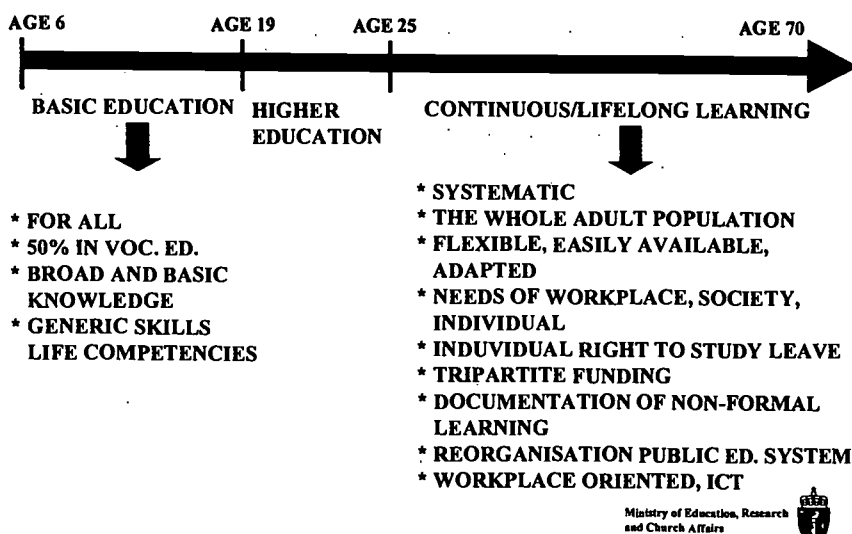 AGE 6 AGE 19 AGE 25 AGE 70
BASIC EDUCATION
HIGHER
EDUCATION
CONTINUOUS/LIFELONG LEARNING
* FOR ALL
* 50% IN VOC. ED.
* BROAD AND BASIC
KNOWLEDGE
* GENERIC SKILLS
LIFE COMPETENCIES
* SYSTEMATIC
* THE WHOLE ADULT POPULATION
* FLEXIBLE, EASILY AVAILABLE,
ADAPTED
* NEEDS OF WORKPLACE, SOCIETY,
INDIVIDUAL
* INDUVIDUAL RIGHT TO STUDY LEAVE
* TRIPARTITE FUNDING
* DOCUMENTATION OF NON-FORMAL
LEARNING
* REORGANISATION PUBLIC ED. SYSTEM
* WORKPLACE ORIENTED, ICT
Ministry of Education, Research
and Church Affairs